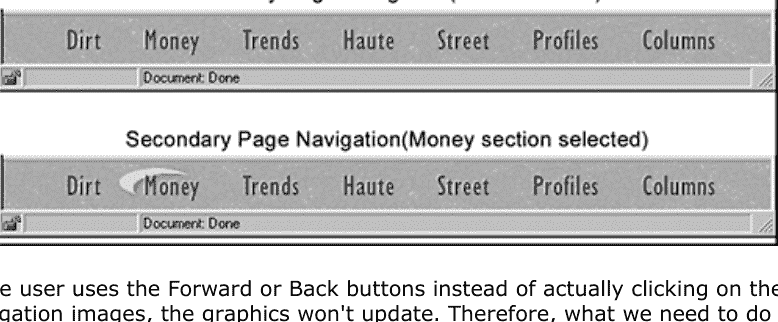 Dirt Money Trends Haute Street Profiles Columns
Document: Done
Secondary Page Navigation(Money section selected)
Dirt Money Trends Haute Street Profiles Columns
Document: Done
e user uses the Forward or Back buttons instead of actually clicking on the
gation images, the graphics won't update. Therefore, what we need to do